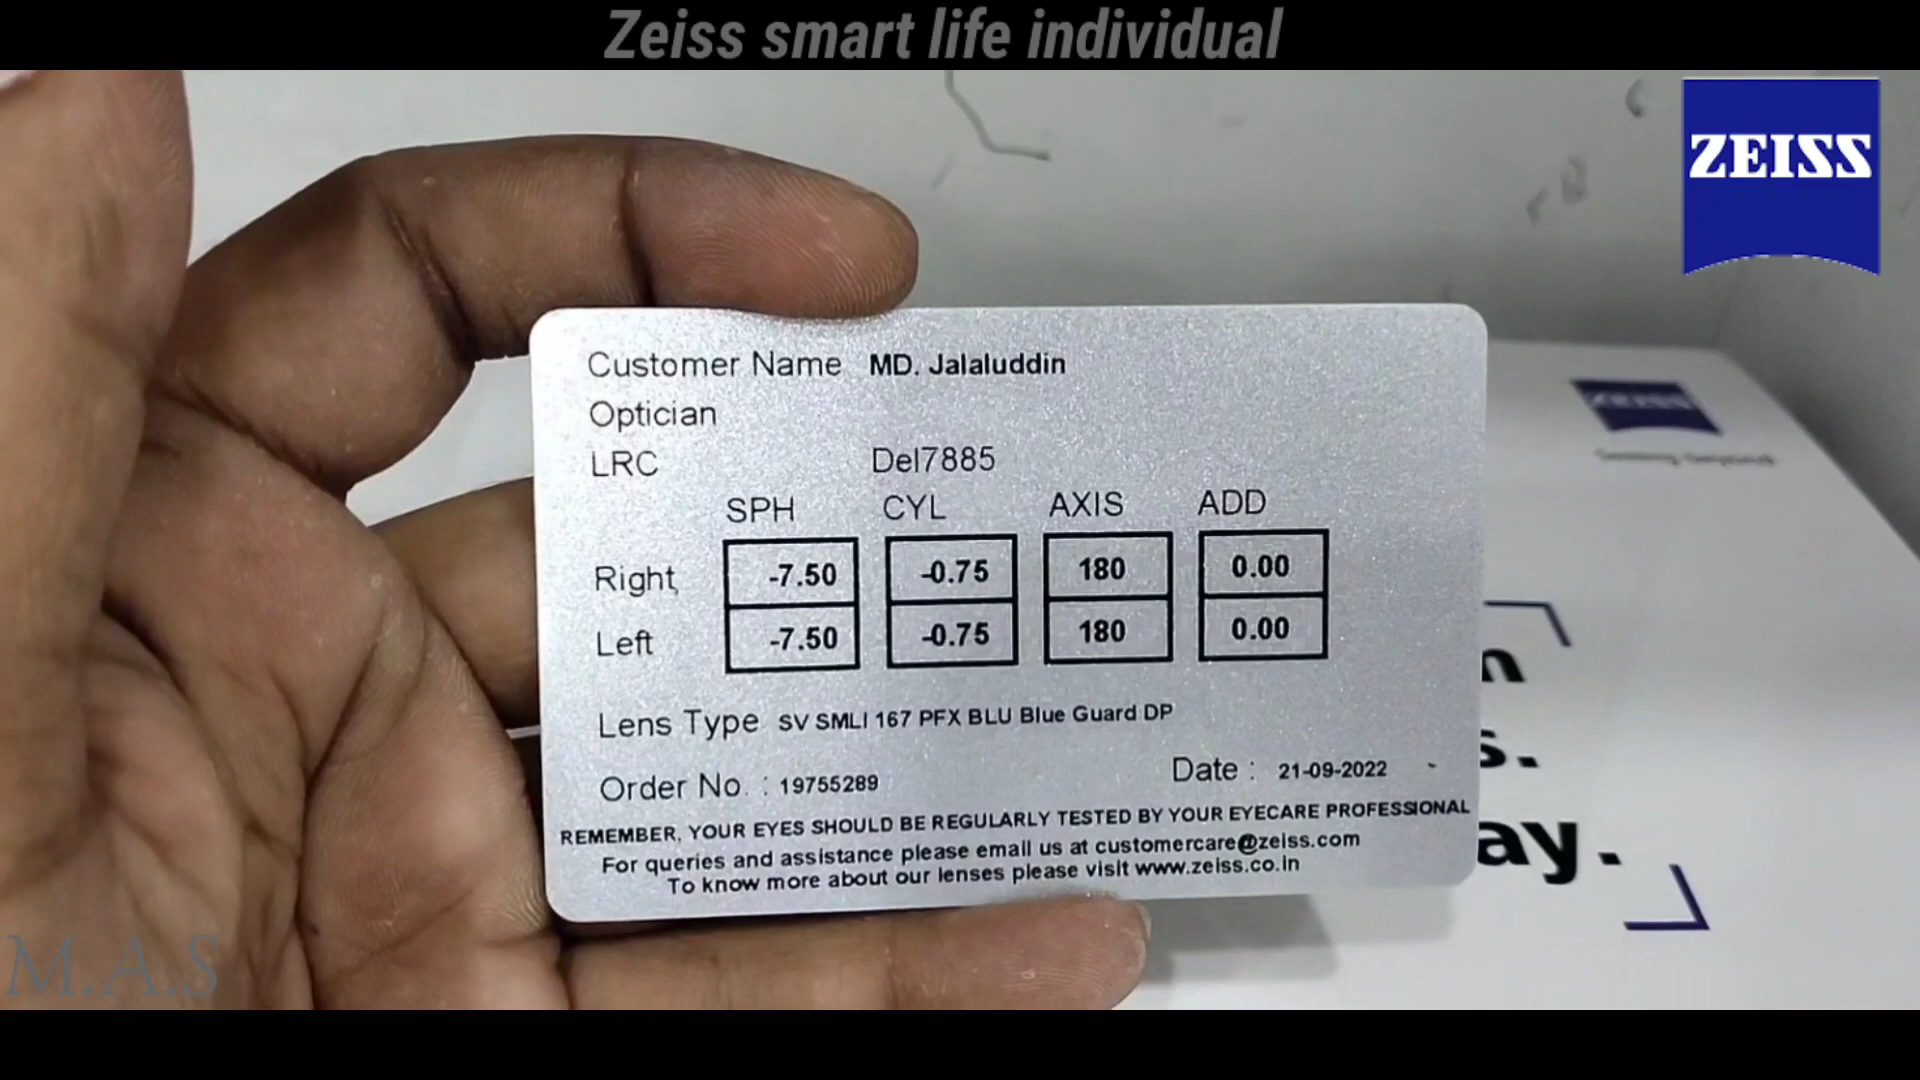 Zeiss smart life individual
ZEISS
ZEISS
Customer Name MD. Jalaluddin
Optician
LRC Del7885
SPH CYL AXIS ADD
Right -7.50 -0.75 180 0.00
Left -7.50 -0.75 180 0.00
Lens Type SV SMLI 167 PFX BLU Blue Guard DP
Order No. : 19755289 Date : 21-09-2022 -
REMEMBER, YOUR EYES SHOULD BE REGULARLY TESTED BY YOUR EYECARE PROFESSIONAL
For queries and assistance please email us at customercare@zeiss.com
To know more about our lenses please visit www.zeiss.co.in
n
s.
ay.
M.A.S